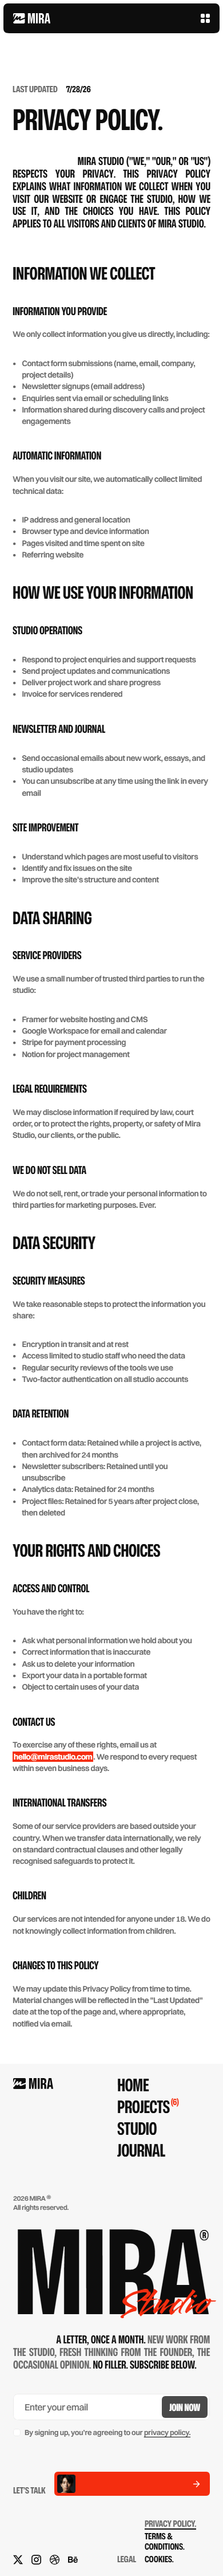 MIRA
LAST UPDATED 7/28/26
PRIVACY POLICY.
MIRA STUDIO ("WE," "OUR," OR "US")
RESPECTS YOUR PRIVACY. THIS PRIVACY POLICY
EXPLAINS WHAT INFORMATION WE COLLECT WHEN YOU
VISIT OUR WEBSITE OR ENGAGE THE STUDIO, HOW WE
USE IT, AND THE CHOICES YOU HAVE. THIS POLICY
APPLIES TO ALL VISITORS AND CLIENTS OF MIRA STUDIO.
INFORMATION WE COLLECT
INFORMATION YOU PROVIDE
We only collect information you give us directly, including:
• Contact form submissions (name, email, company,
project details)
• Newsletter signups (email address)
• Enquiries sent via email or scheduling links
• Information shared during discovery calls and project
engagements
AUTOMATIC INFORMATION
When you visit our site, we automatically collect limited
technical data:
• IP address and general location
• Browser type and device information
• Pages visited and time spent on site
• Referring website
HOW WE USE YOUR INFORMATION
STUDIO OPERATIONS
• Respond to project enquiries and support requests
• Send project updates and communications
• Deliver project work and share progress
• Invoice for services rendered
NEWSLETTER AND JOURNAL
• Send occasional emails about new work, essays, and
studio updates
• You can unsubscribe at any time using the link in every
email
SITE IMPROVEMENT
• Understand which pages are most useful to visitors
• Identify and fix issues on the site
• Improve the site's structure and content
DATA SHARING
SERVICE PROVIDERS
We use a small number of trusted third parties to run the
studio:
• Framer for website hosting and CMS
• Google Workspace for email and calendar
• Stripe for payment processing
• Notion for project management
LEGAL REQUIREMENTS
We may disclose information if required by law, court
order, or to protect the rights, property, or safety of Mira
Studio, our clients, or the public.
WE DO NOT SELL DATA
We do not sell, rent, or trade your personal information to
third parties for marketing purposes. Ever.
DATA SECURITY
SECURITY MEASURES
We take reasonable steps to protect the information you
share:
• Encryption in transit and at rest
• Access limited to studio staff who need the data
• Regular security reviews of the tools we use
• Two-factor authentication on all studio accounts
DATA RETENTION
• Contact form data: Retained while a project is active,
then archived for 24 months
• Newsletter subscribers: Retained until you
unsubscribe
• Analytics data: Retained for 24 months
• Project files: Retained for 5 years after project close,
then deleted
YOUR RIGHTS AND CHOICES
ACCESS AND CONTROL
You have the right to:
• Ask what personal information we hold about you
• Correct information that is inaccurate
• Ask us to delete your information
• Export your data in a portable format
• Object to certain uses of your data
CONTACT US
To exercise any of these rights, email us at
hello@mirastudio.com. We respond to every request
within seven business days.
INTERNATIONAL TRANSFERS
Some of our service providers are based outside your
country. When we transfer data internationally, we rely
on standard contractual clauses and other legally
recognised safeguards to protect it.
CHILDREN
Our services are not intended for anyone under 18. We do
not knowingly collect information from children.
CHANGES TO THIS POLICY
We may update this Privacy Policy from time to time.
Material changes will be reflected in the "Last Updated"
date at the top of the page and, where appropriate,
notified via email.
MIRA
HOME
PROJECTS (6)
STUDIO
JOURNAL
2026 MIRA ®
All rights reserved.
MIRA ®
Studio
A LETTER, ONCE A MONTH. NEW WORK FROM
THE STUDIO, FRESH THINKING FROM THE FOUNDER, THE
OCCASIONAL OPINION. NO FILLER. SUBSCRIBE BELOW.
Enter your email JOIN NOW
By signing up, you're agreeing to our privacy policy.
LET'S TALK
LEGAL
PRIVACY POLICY.
TERMS &
CONDITIONS.
COOKIES.